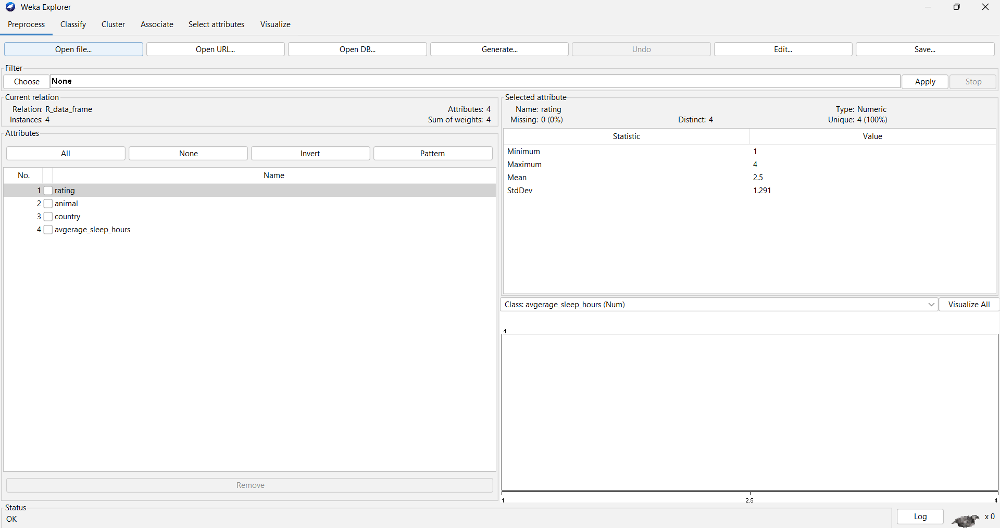 Weka Explorer
Preprocess Classify Cluster Associate Select attributes Visualize
Open file... Open URL... Open DB... Generate... Undo Edit... Save...
Filter
Choose None Apply Stop
Current relation
Relation: R_data_frame Attributes: 4
Instances: 4 Sum of weights: 4
Attributes
All None Invert Pattern
No. Name
1 rating
2 animal
3 country
4 avgerage_sleep_hours
Remove
Selected attribute
Name: rating Type: Numeric
Missing: 0 (0%) Distinct: 4 Unique: 4 (100%)
Statistic Value
Minimum 1
Maximum 4
Mean 2.5
StdDev 1.291
Class: avgerage_sleep_hours (Num) Visualize All
4
1 2.5 4
Status
OK
Log x 0